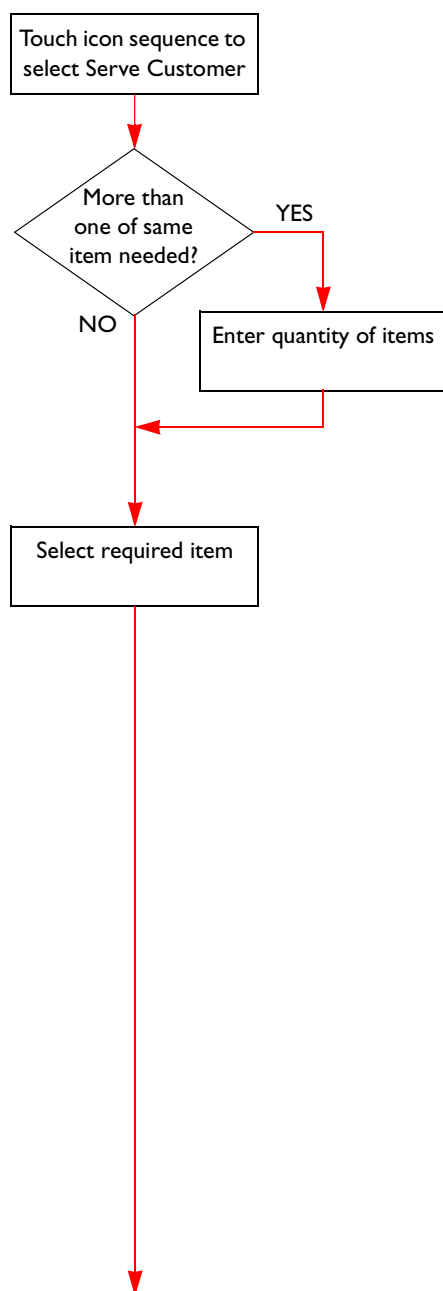 Touch icon sequence to
select Serve Customer
More than
one of same
item needed?
YES
NO
Enter quantity of items
Select required item